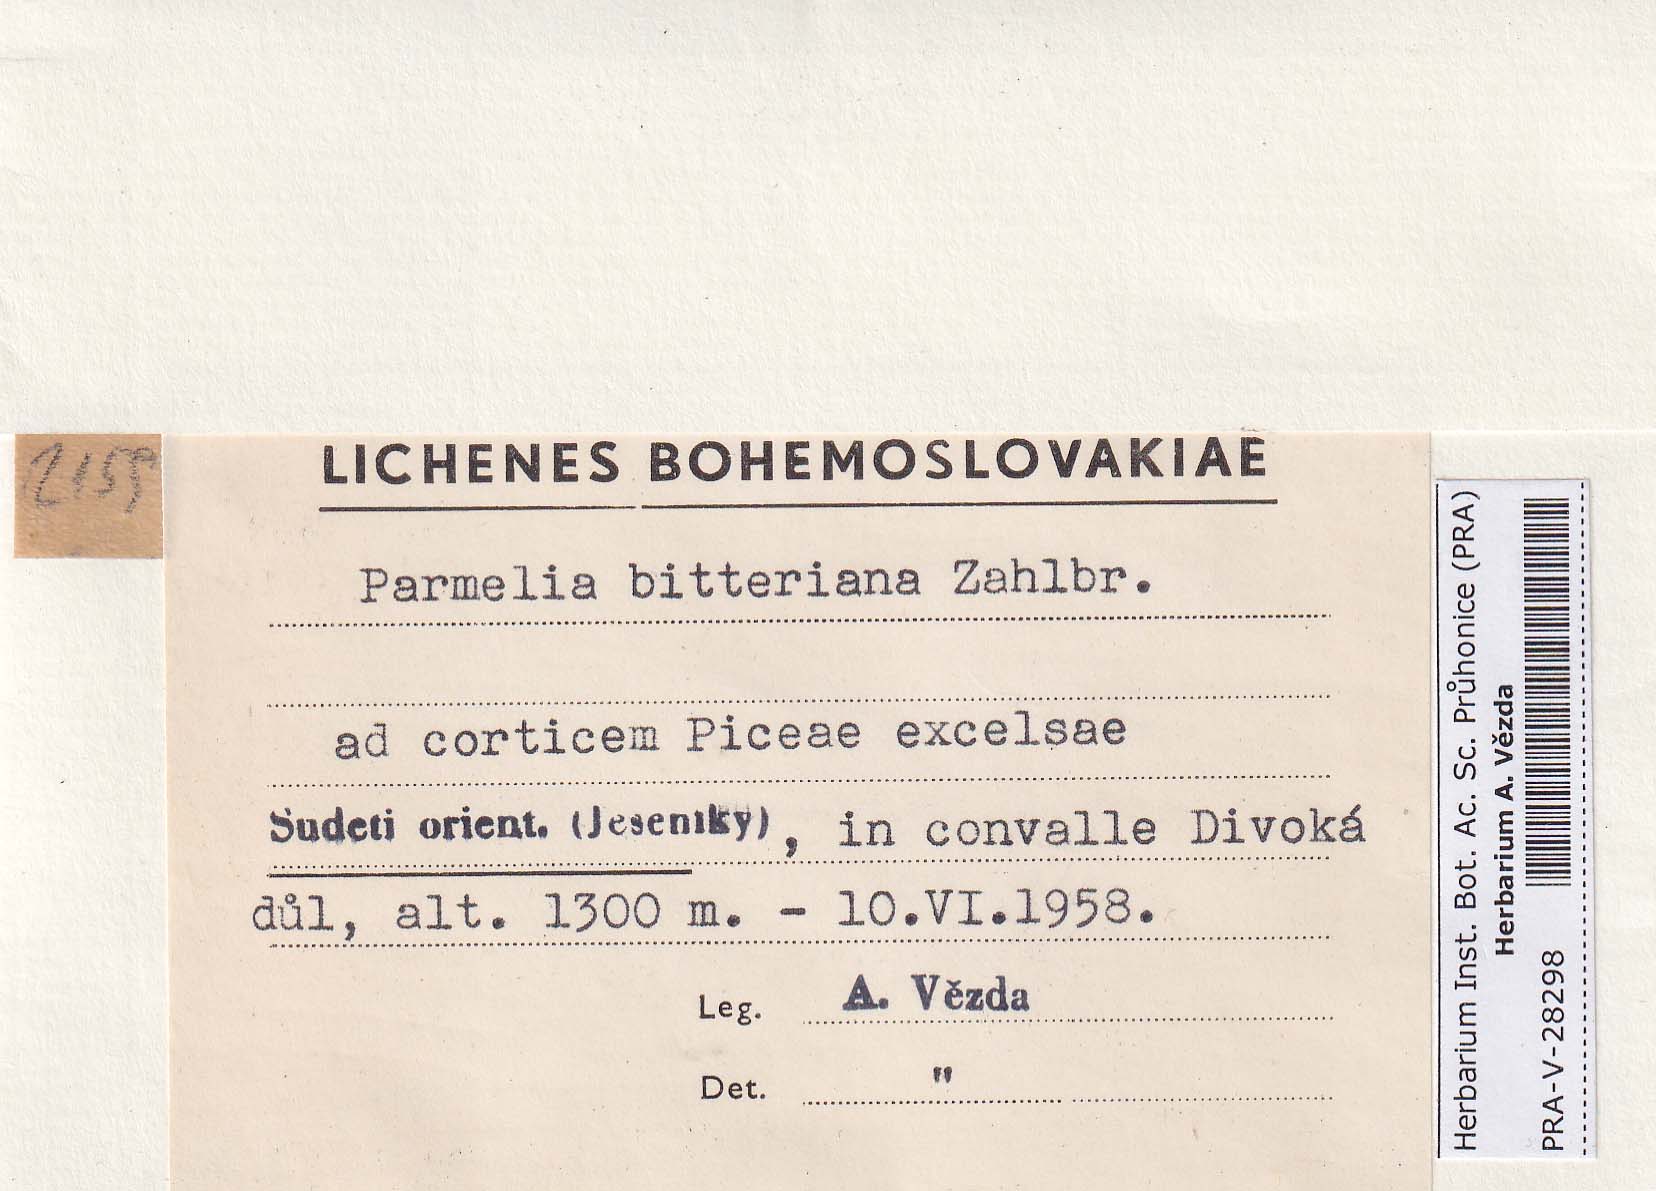 LICHENES BOHEMOSLOVAKIAE
Parmelia bitteriana Zahlbr.
ad corticem Piceae excelsae
Sudeti orient. (Jeseníky), in convalle Divoká
důl, alt. 1300 m. - 10.VI.1958.
Leg. A. Vězda
Det. "
Herbarium Inst. Bot. Ac. Sc. Průhonice (PRA)
Herbarium A. Vězda
PRA-V-28298